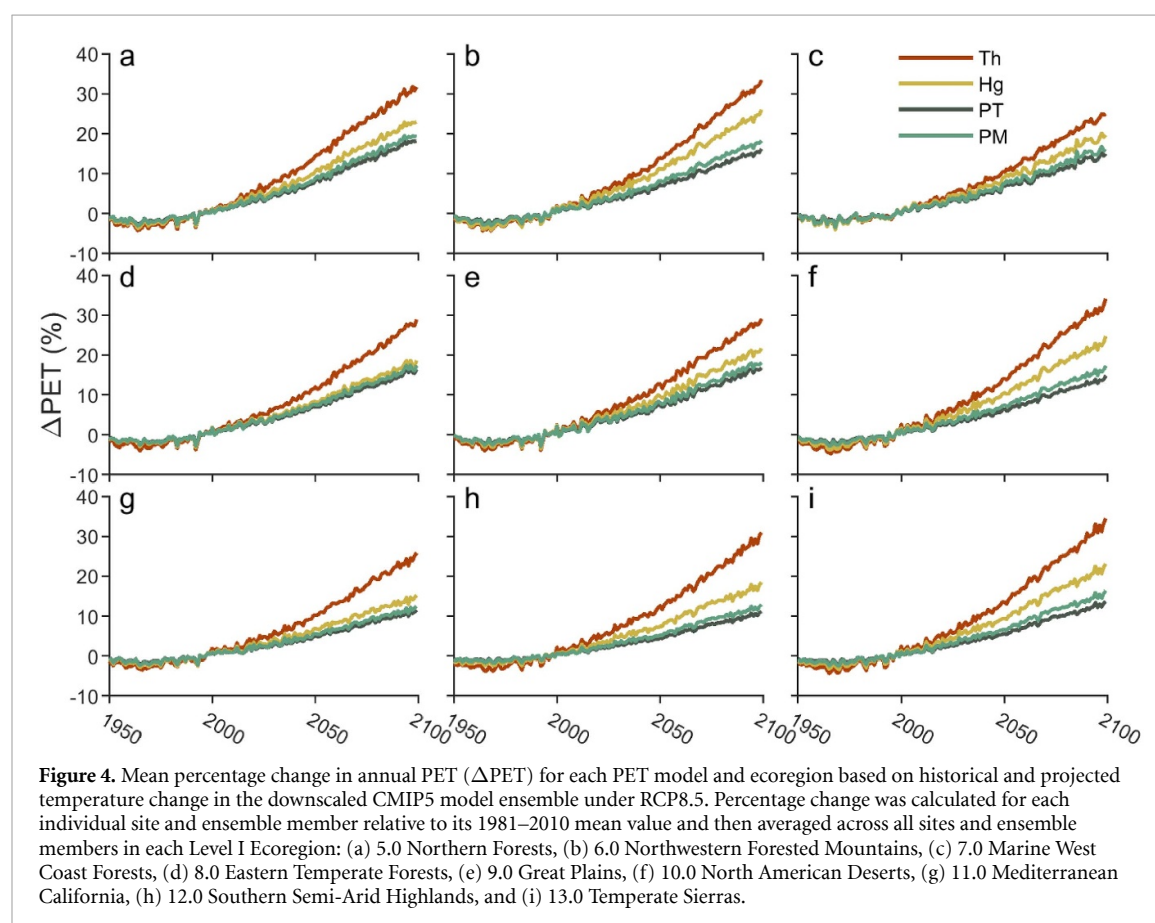 a
b
c
40
30
20
10
0
-10
Th
Hg
PT
PM
d
e
f
40
30
20
10
0
-10
ΔPET (%)
g
h
i
40
30
20
10
0
-10
1950
2000
2050
2100
1950
2000
2050
2100
1950
2000
2050
2100
Figure 4. Mean percentage change in annual PET (ΔPET) for each PET model and ecoregion based on historical and projected
temperature change in the downscaled CMIP5 model ensemble under RCP8.5. Percentage change was calculated for each
individual site and ensemble member relative to its 1981–2010 mean value and then averaged across all sites and ensemble
members in each Level I Ecoregion: (a) 5.0 Northern Forests, (b) 6.0 Northwestern Forested Mountains, (c) 7.0 Marine West
Coast Forests, (d) 8.0 Eastern Temperate Forests, (e) 9.0 Great Plains, (f) 10.0 North American Deserts, (g) 11.0 Mediterranean
California, (h) 12.0 Southern Semi-Arid Highlands, and (i) 13.0 Temperate Sierras.